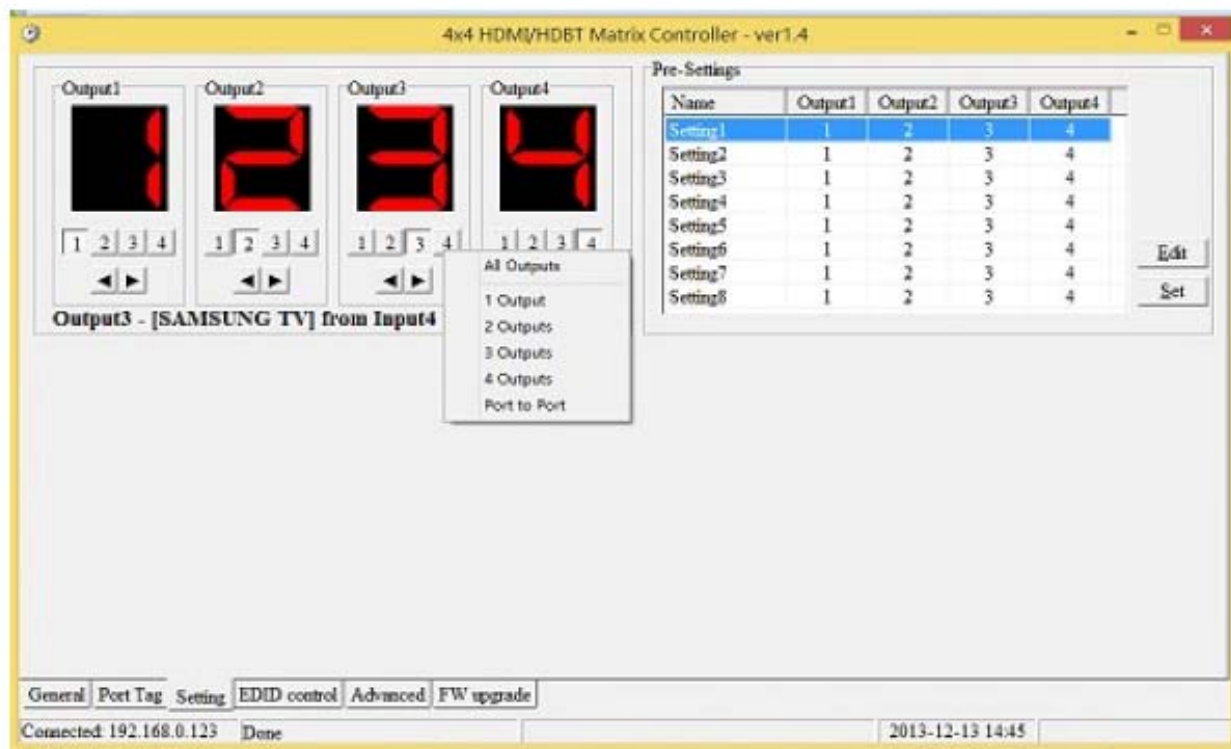 4x4 HDMI/HDBT Matrix Controller - ver1.4
Output1 Output2 Output3 Output4
1 2 3 4
1 2 3 4
1 2 3 4
1 2 3 4
1 2 3 4
Output3 - [SAMSUNG TV] from Input4
All Outputs
1 Output
2 Outputs
3 Outputs
4 Outputs
Port to Port
Pre-Settings
Name Output1 Output2 Output3 Output4
Setting1 1 2 3 4
Setting2 1 2 3 4
Setting3 1 2 3 4
Setting4 1 2 3 4
Setting5 1 2 3 4
Setting6 1 2 3 4
Setting7 1 2 3 4
Setting8 1 2 3 4
Edit
Set
General Port Tag Setting EDID control Advanced FW upgrade
Connected: 192.168.0.123 Done 2013-12-13 14:45